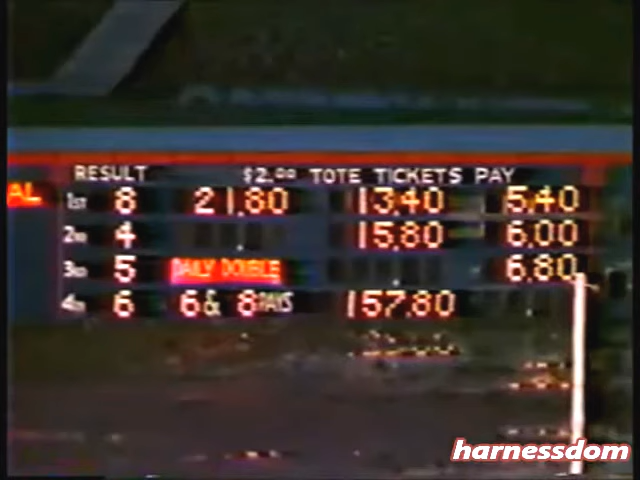 RESULT $2.00 TOTE TICKETS PAY
AL 1ST 8 21.80 13.40 5.40
2ND 4 15.80 6.00
3RD 5 DAILY DOUBLE 6.80
4TH 6 6 & 8 PAYS 157.80
harnessdom